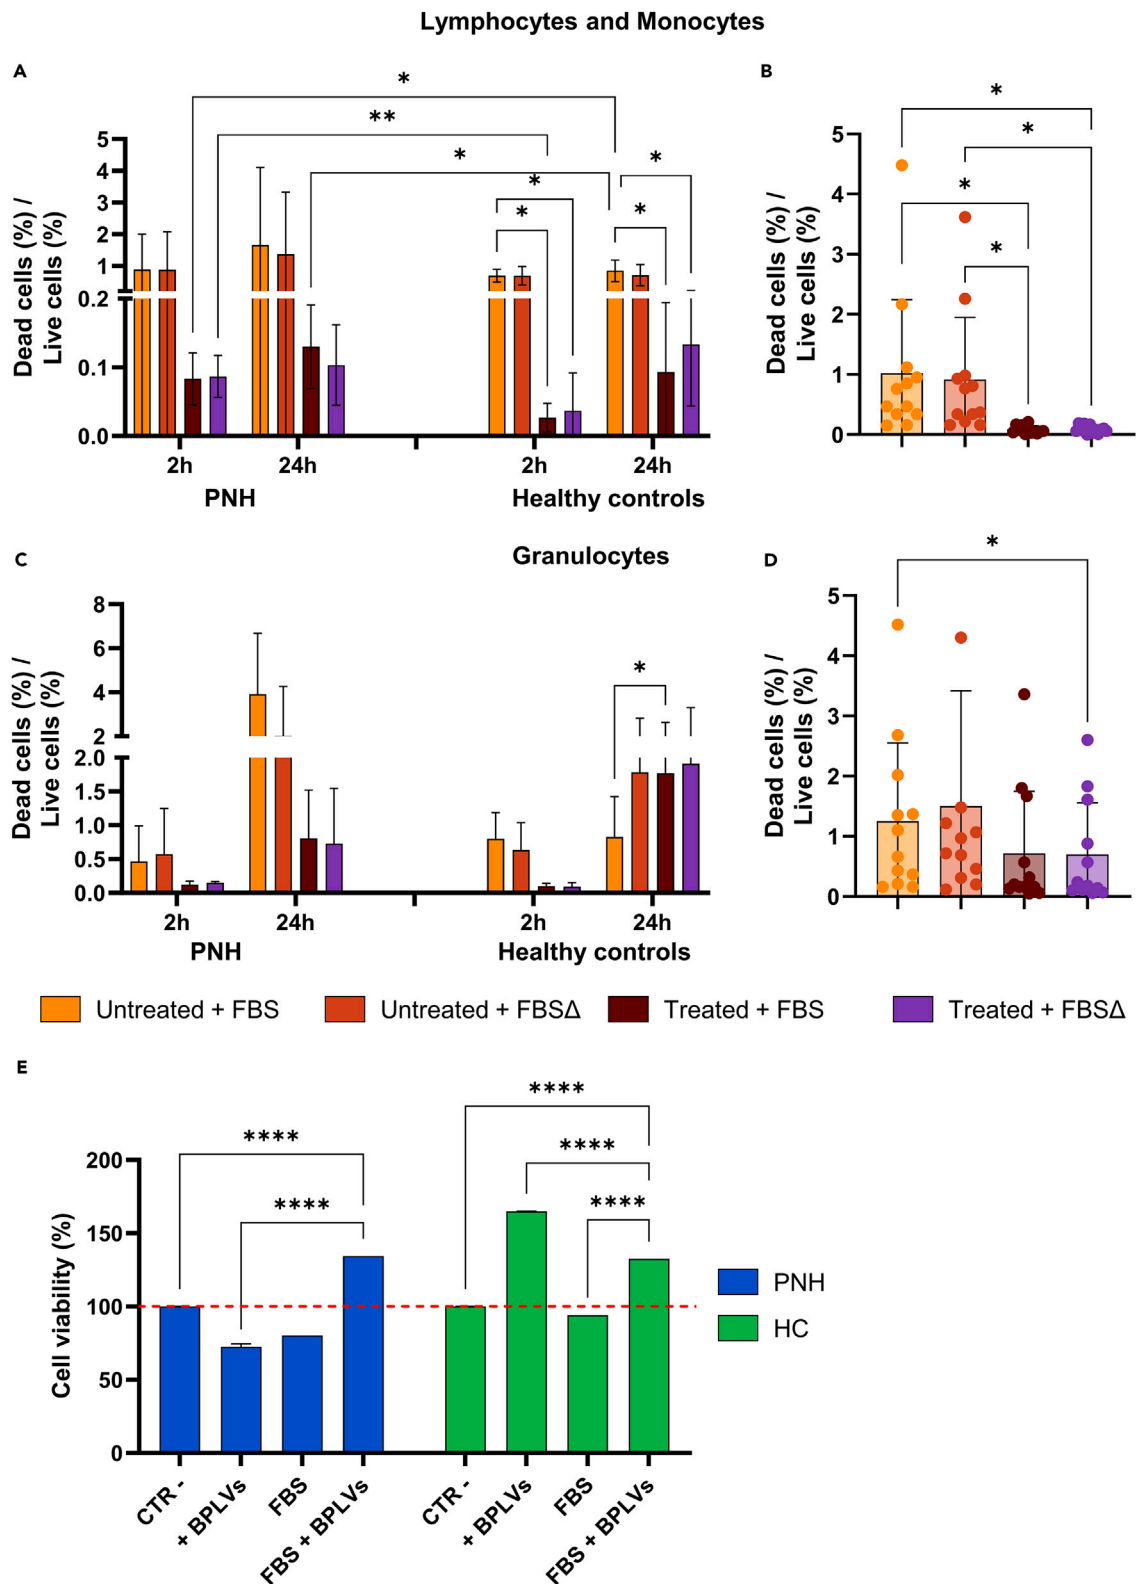 Lymphocytes and Monocytes
A
B
*
**
*
*
*
*
*
5
4
3
2
1
0.2
0.1
0.0
Dead cells (%) /
Live cells (%)
2h
24h
2h
24h
PNH
Healthy controls
*
*
*
*
5
4
3
2
1
0
Dead cells (%) /
Live cells (%)
Granulocytes
C
D
*
8
6
4
2
2.0
1.5
1.0
0.5
0.0
Dead cells (%) /
Live cells (%)
2h
24h
2h
24h
PNH
Healthy controls
*
5
4
3
2
1
0
Dead cells (%) /
Live cells (%)
Untreated + FBS
Untreated + FBSΔ
Treated + FBS
Treated + FBSΔ
E
****
****
****
****
****
200
150
100
50
0
Cell viability (%)
PNH
HC
CTR -
+ BPLVs
FBS
FBS + BPLVs
CTR -
+ BPLVs
FBS
FBS + BPLVs